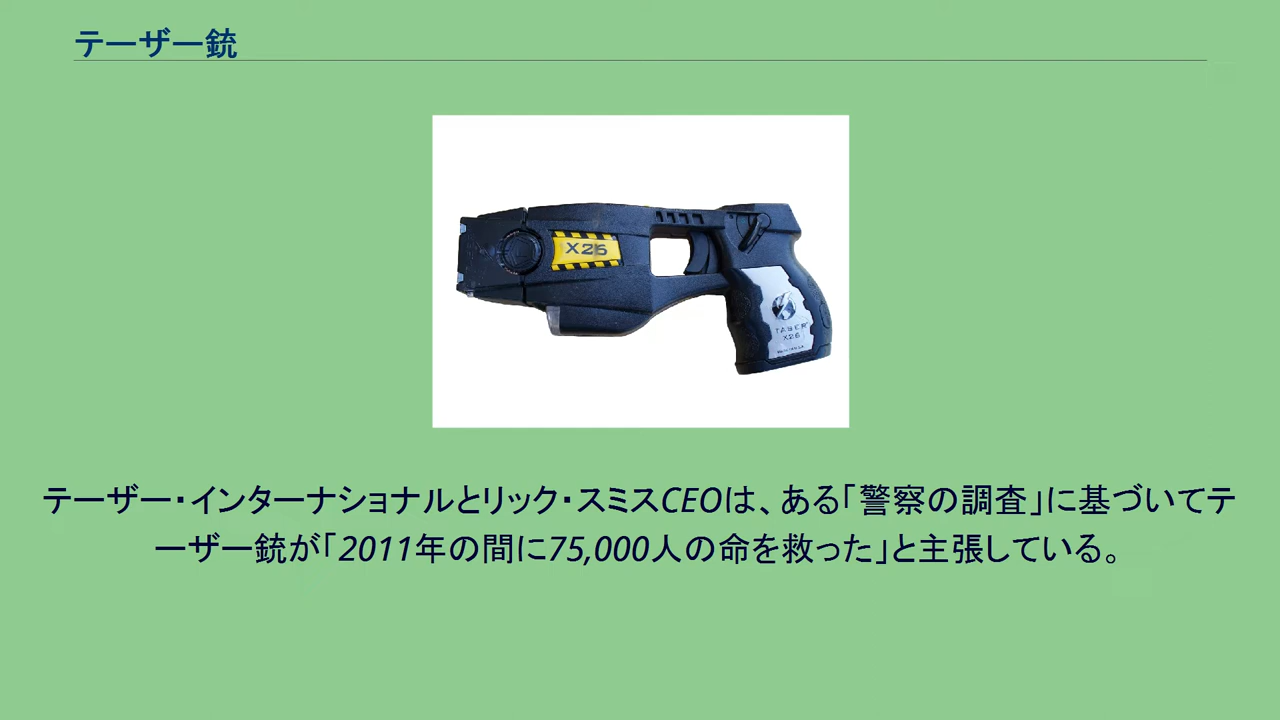 テーザー銃
X26
TASER
X26
テーザー・インターナショナルとリック・スミスCEOは、ある「警察の調査」に基づいてテ
ーザー銃が「2011年の間に75,000人の命を救った」と主張している。